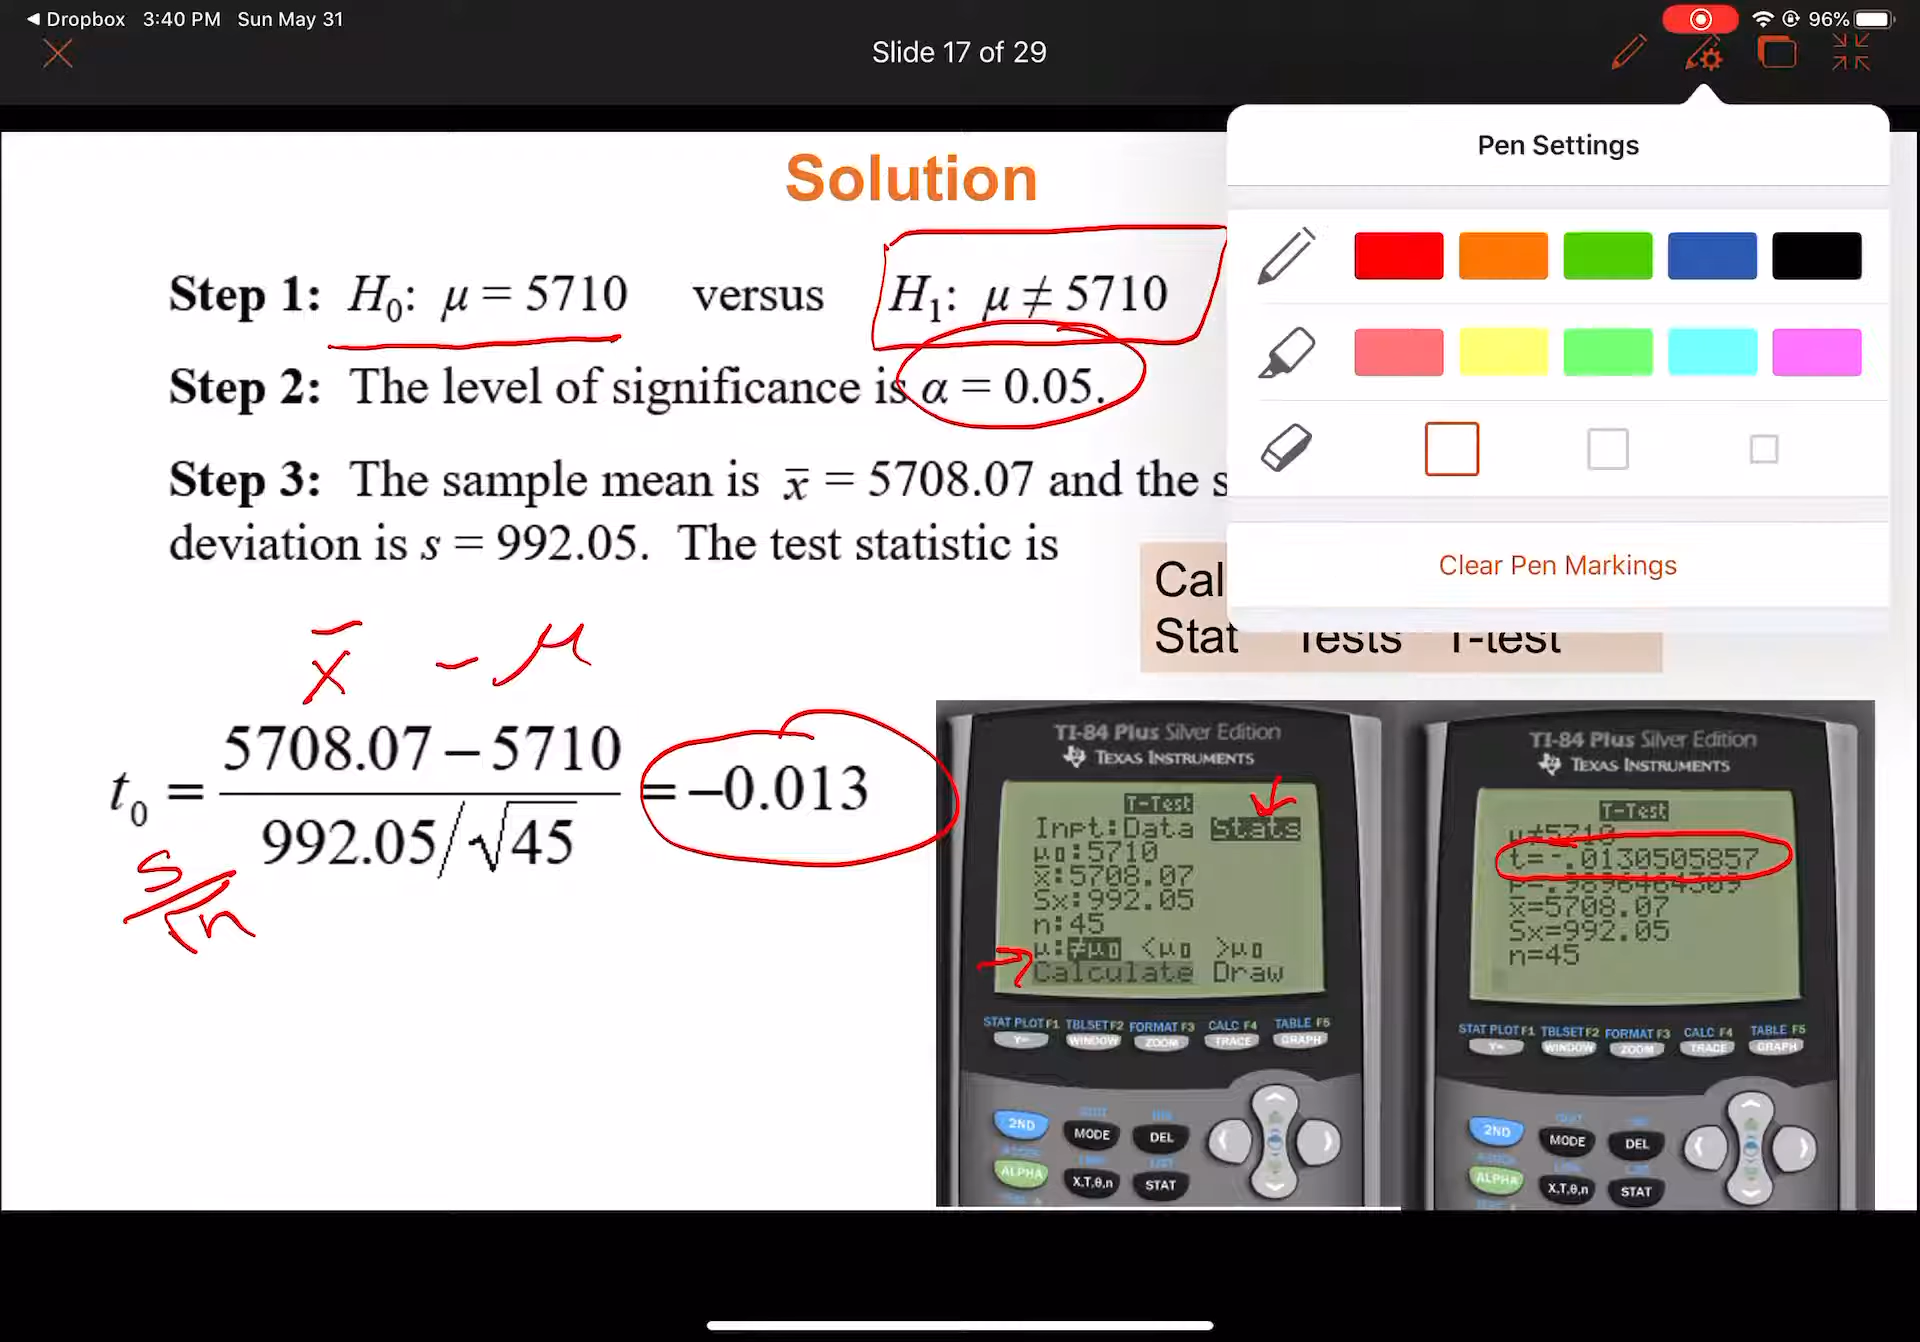 Dropbox 3:40 PM Sun May 31
96%
Slide 17 of 29
Pen Settings
Clear Pen Markings
Solution
Step 1: H₀: μ = 5710 versus H₁: μ ≠ 5710
Step 2: The level of significance is α = 0.05.
Step 3: The sample mean is x̄ = 5708.07 and the s
deviation is s = 992.05. The test statistic is
Cal
Stat Tests T-test
x̄ - μ
t₀ = (5708.07 – 5710) / (992.05/√45) = –0.013
s/√n
TI-84 Plus Silver Edition
TEXAS INSTRUMENTS
T-Test
Inpt:Data Stats
μ₀:5710
x̄:5708.07
Sx:992.05
n:45
μ:≠μ₀ <μ₀ >μ₀
Calculate Draw
STAT PLOT F1 TBLSET F2 FORMAT F3 CALC F4 TABLE F5
Y= WINDOW ZOOM TRACE GRAPH
2ND MODE DEL
ALPHA X,T,θ,n STAT
TI-84 Plus Silver Edition
TEXAS INSTRUMENTS
T-Test
μ≠5710
t=-.0130505857
P=.9896464309
x̄=5708.07
Sx=992.05
n=45
STAT PLOT F1 TBLSET F2 FORMAT F3 CALC F4 TABLE F5
Y= WINDOW ZOOM TRACE GRAPH
2ND MODE DEL
ALPHA X,T,θ,n STAT